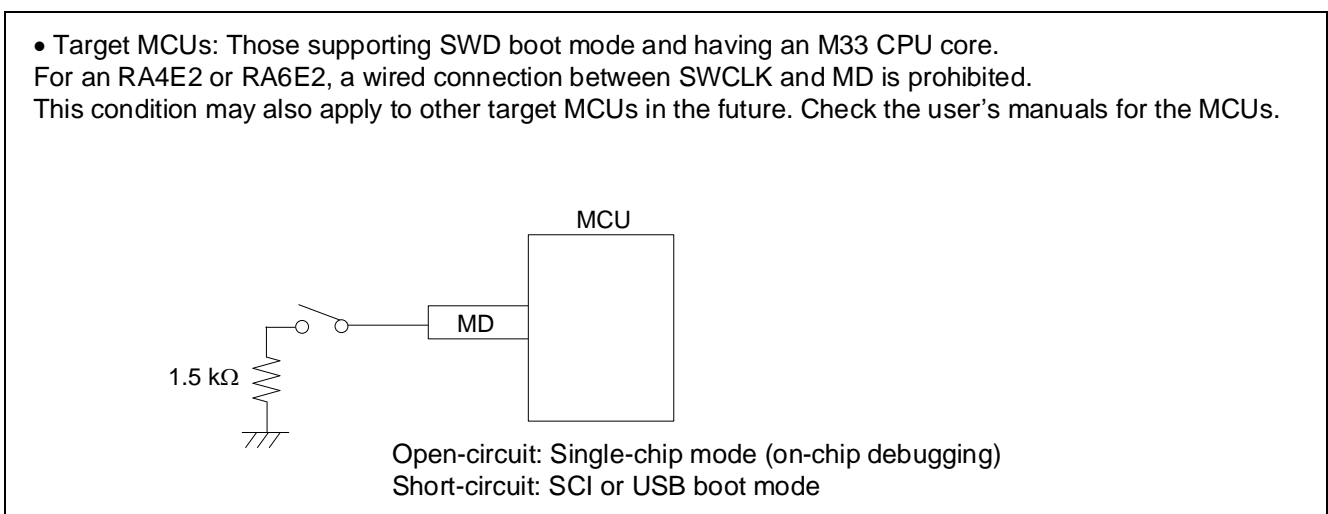 • Target MCUs: Those supporting SWD boot mode and having an M33 CPU core.
For an RA4E2 or RA6E2, a wired connection between SWCLK and MD is prohibited.
This condition may also apply to other target MCUs in the future. Check the user's manuals for the MCUs.
MCU
MD
1.5 kΩ
Open-circuit: Single-chip mode (on-chip debugging)
Short-circuit: SCI or USB boot mode